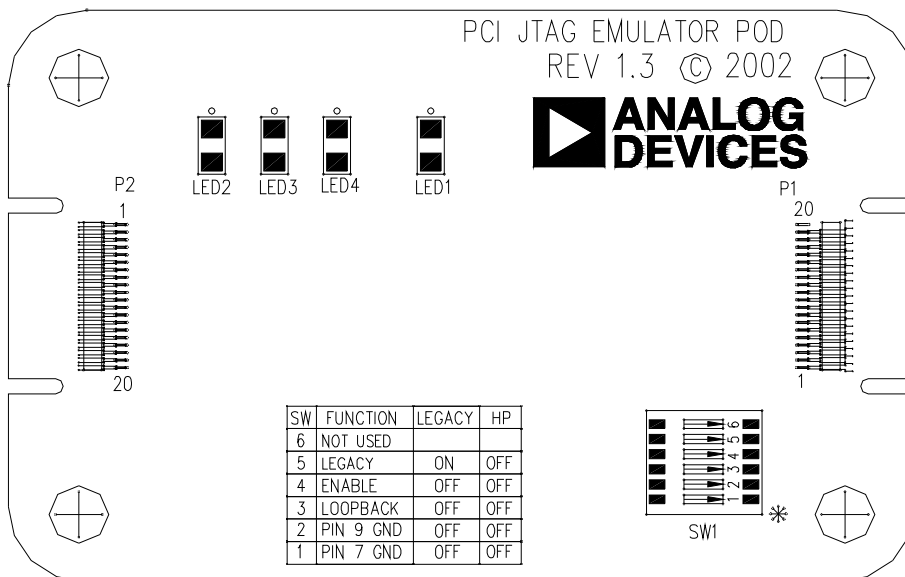 PCI JTAG EMULATOR POD
REV 1.3 © 2002
ANALOG
DEVICES
LED2 LED3 LED4 LED1
P2 P1
1 20
20 1
SW FUNCTION LEGACY HP
6 NOT USED
5 LEGACY ON OFF
4 ENABLE OFF OFF
3 LOOPBACK OFF OFF
2 PIN 9 GND OFF OFF
1 PIN 7 GND OFF OFF
1 2 3 4 5 6
SW1